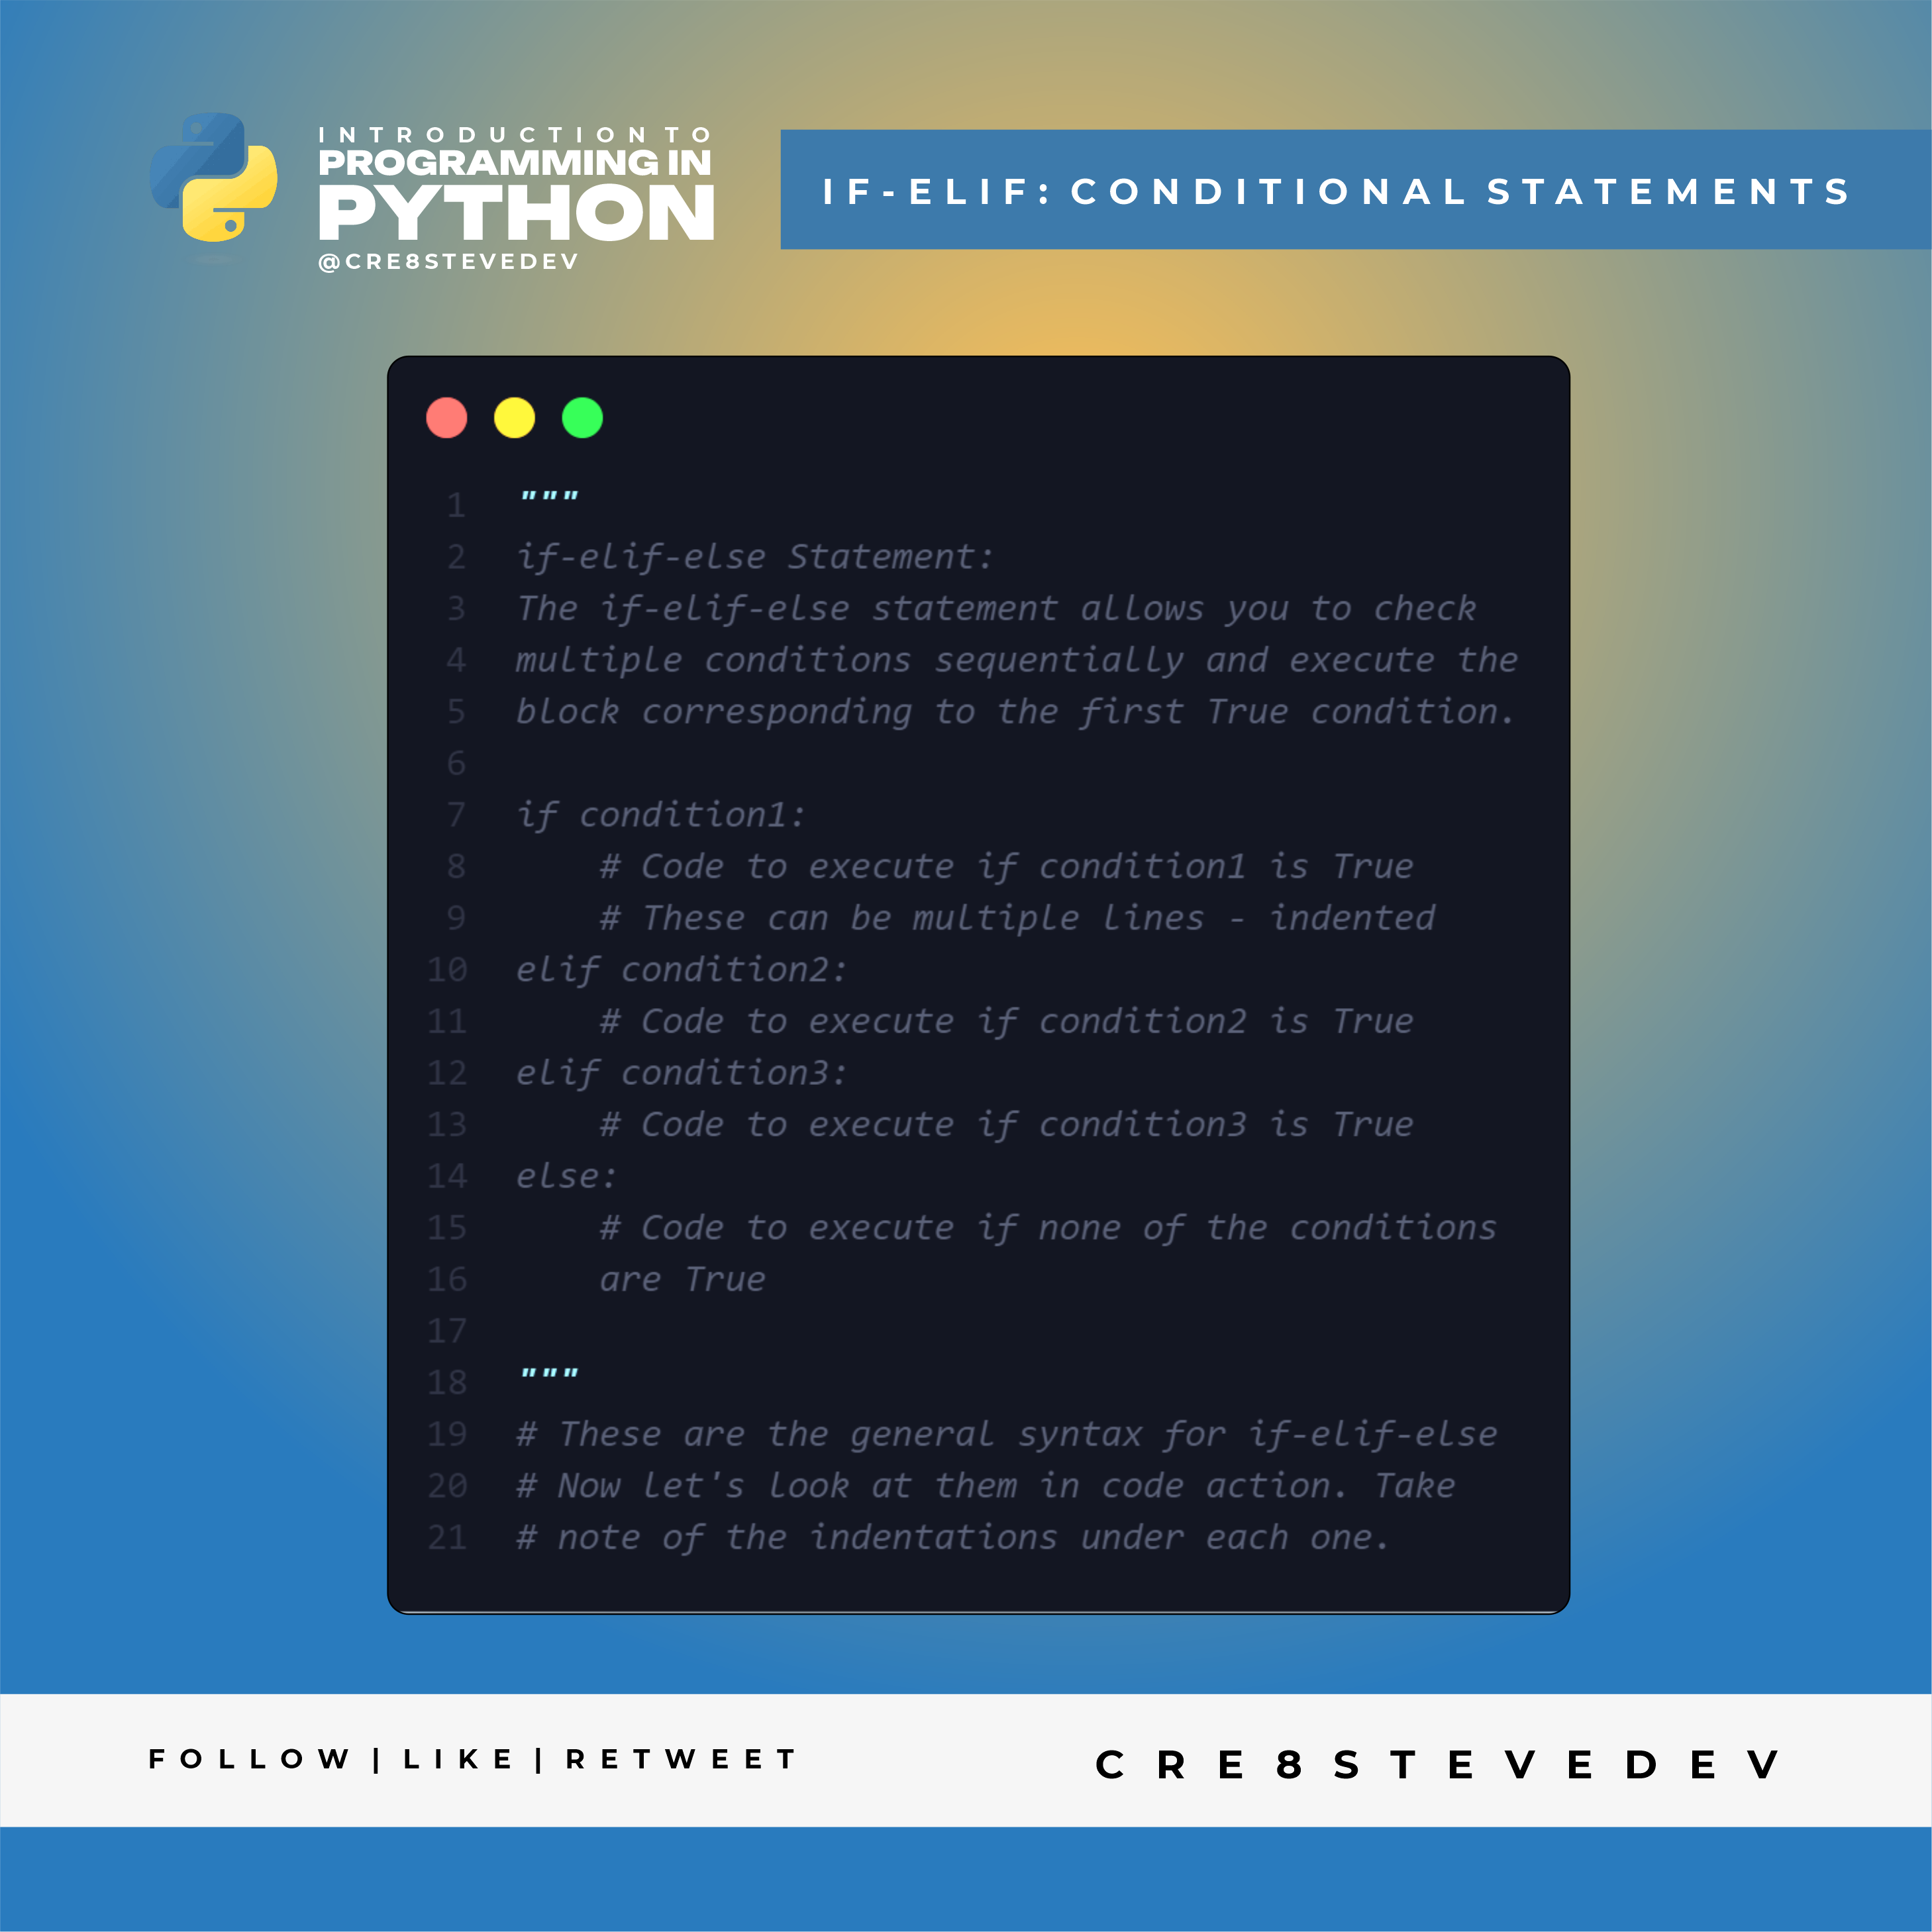 INTRODUCTION TO
PROGRAMMING IN
PYTHON
@CRE8STEVEDEV
IF-ELIF: CONDITIONAL STATEMENTS
1 """
2 if-elif-else Statement:
3 The if-elif-else statement allows you to check
4 multiple conditions sequentially and execute the
5 block corresponding to the first True condition.
6
7 if condition1:
8     # Code to execute if condition1 is True
9     # These can be multiple lines - indented
10 elif condition2:
11     # Code to execute if condition2 is True
12 elif condition3:
13     # Code to execute if condition3 is True
14 else:
15     # Code to execute if none of the conditions
16     are True
17
18 """
19 # These are the general syntax for if-elif-else
20 # Now let's look at them in code action. Take
21 # note of the indentations under each one.
FOLLOW | LIKE | RETWEET
CRE8STEVEDEV